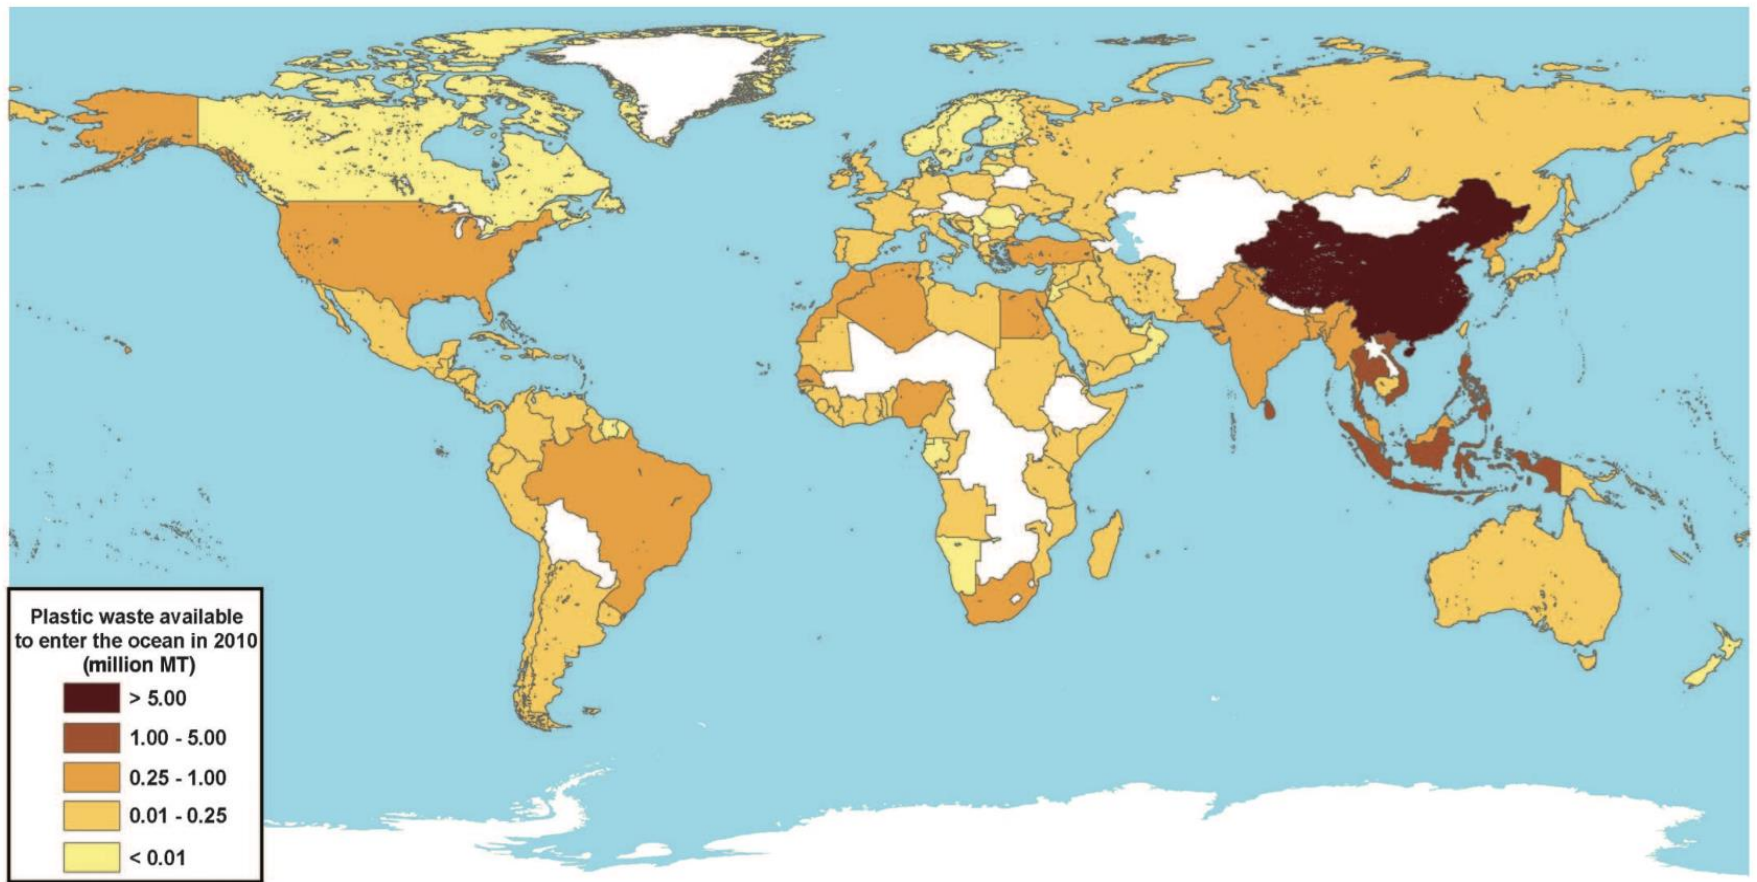 Plastic waste available
to enter the ocean in 2010
(million MT)
> 5.00
1.00 - 5.00
0.25 - 1.00
0.01 - 0.25
< 0.01